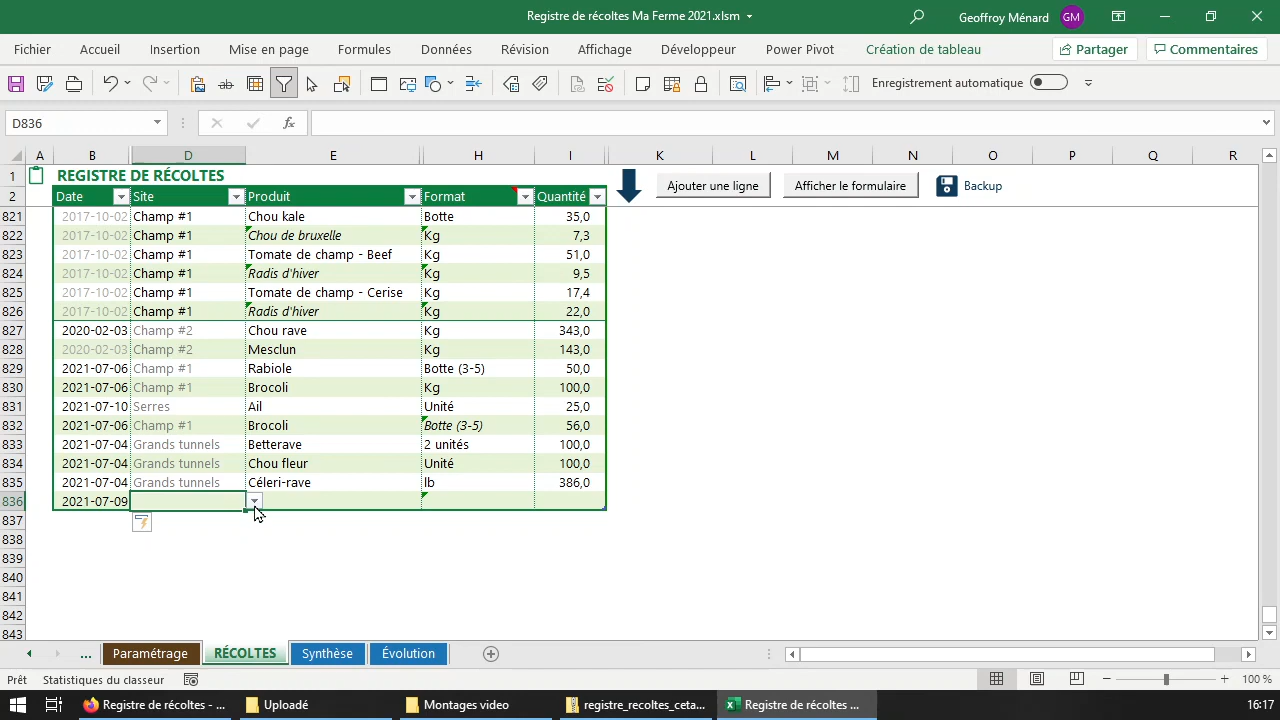 Registre de récoltes Ma Ferme 2021.xlsm
Geoffroy Ménard GM
Fichier Accueil Insertion Mise en page Formules Données Révision Affichage Développeur Power Pivot Création de tableau Partager Commentaires
Enregistrement automatique
D836 fx
A B D E H I K L M N O P Q R
1 REGISTRE DE RÉCOLTES Ajouter une ligne Afficher le formulaire Backup
2 Date Site Produit Format Quantité
821 2017-10-02 Champ #1 Chou kale Botte 35,0
822 2017-10-02 Champ #1 Chou de bruxelle Kg 7,3
823 2017-10-02 Champ #1 Tomate de champ - Beef Kg 51,0
824 2017-10-02 Champ #1 Radis d'hiver Kg 9,5
825 2017-10-02 Champ #1 Tomate de champ - Cerise Kg 17,4
826 2017-10-02 Champ #1 Radis d'hiver Kg 22,0
827 2020-02-03 Champ #2 Chou rave Kg 343,0
828 2020-02-03 Champ #2 Mesclun Kg 143,0
829 2021-07-06 Champ #1 Rabiole Botte (3-5) 50,0
830 2021-07-06 Champ #1 Brocoli Kg 100,0
831 2021-07-10 Serres Ail Unité 25,0
832 2021-07-06 Champ #1 Brocoli Botte (3-5) 56,0
833 2021-07-04 Grands tunnels Betterave 2 unités 100,0
834 2021-07-04 Grands tunnels Chou fleur Unité 100,0
835 2021-07-04 Grands tunnels Céleri-rave lb 386,0
836 2021-07-09
837
838
839
840
841
842
843
... Paramétrage RÉCOLTES Synthèse Évolution
Prêt Statistiques du classeur 100 %
Registre de récoltes - ... Uploadé Montages video registre_recoltes_ceta... Registre de récoltes ... 16:17